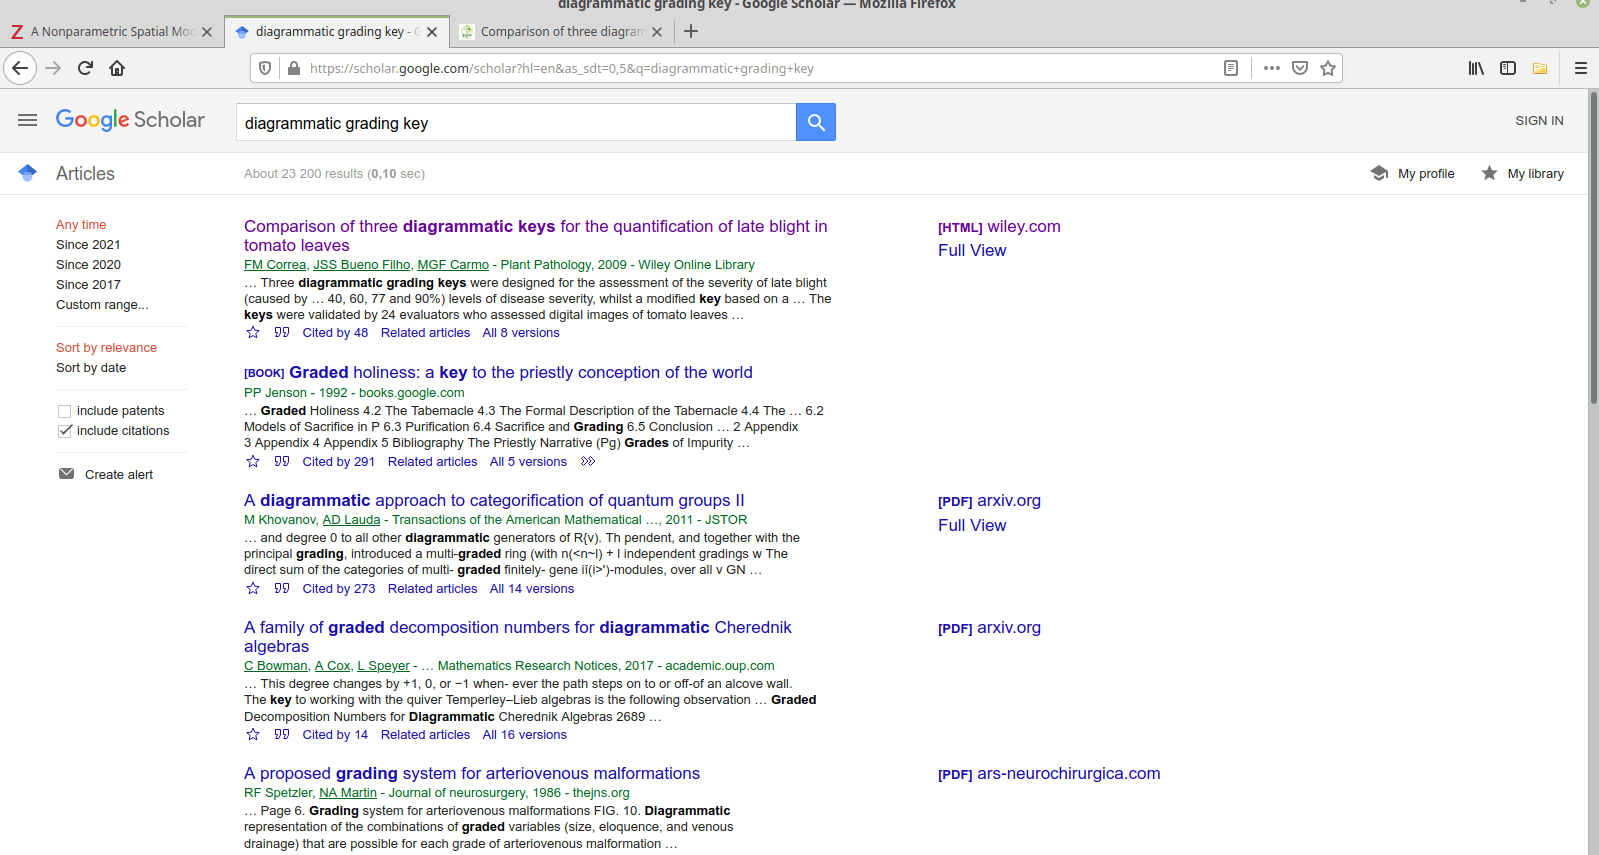 diagrammatic grading key - Google Scholar — Mozilla Firefox
A Nonparametric Spatial Mod
diagrammatic grading key - G
Comparison of three diagram
https://scholar.google.com/scholar?hl=en&as_sdt=0,5&q=diagrammatic+grading+key
Google Scholar
diagrammatic grading key
SIGN IN
Articles
About 23 200 results (0,10 sec)
My profile
My library
Any time
Since 2021
Since 2020
Since 2017
Custom range...
Sort by relevance
Sort by date
include patents
include citations
Create alert
Comparison of three diagrammatic keys for the quantification of late blight in
tomato leaves
FM Correa, JSS Bueno Filho, MGF Carmo - Plant Pathology, 2009 - Wiley Online Library
… Three diagrammatic grading keys were designed for the assessment of the severity of late blight
(caused by … 40, 60, 77 and 90%) levels of disease severity, whilst a modified key based on a … The
keys were validated by 24 evaluators who assessed digital images of tomato leaves …
Cited by 48 Related articles All 8 versions
[HTML] wiley.com
Full View
[BOOK] Graded holiness: a key to the priestly conception of the world
PP Jenson - 1992 - books.google.com
… Graded Holiness 4.2 The Tabemacle 4.3 The Formal Description of the Tabernacle 4.4 The … 6.2
Models of Sacrifice in P 6.3 Purification 6.4 Sacrifice and Grading 6.5 Conclusion … 2 Appendix
3 Appendix 4 Appendix 5 Bibliography The Priestly Narrative (Pg) Grades of Impurity …
Cited by 291 Related articles All 5 versions
A diagrammatic approach to categorification of quantum groups II
M Khovanov, AD Lauda - Transactions of the American Mathematical …, 2011 - JSTOR
… and degree 0 to all other diagrammatic generators of R{v). Th pendent, and together with the
principal grading, introduced a multi-graded ring (with n(<n~l) + l independent gradings w The
direct sum of the categories of multi- graded finitely- gene iï(i>')-modules, over all v GN …
Cited by 273 Related articles All 14 versions
[PDF] arxiv.org
Full View
A family of graded decomposition numbers for diagrammatic Cherednik
algebras
C Bowman, A Cox, L Speyer - … Mathematics Research Notices, 2017 - academic.oup.com
… This degree changes by +1, 0, or −1 when- ever the path steps on to or off-of an alcove wall.
The key to working with the quiver Temperley–Lieb algebras is the following observation … Graded
Decomposition Numbers for Diagrammatic Cherednik Algebras 2689 …
Cited by 14 Related articles All 16 versions
[PDF] arxiv.org
A proposed grading system for arteriovenous malformations
RF Spetzler, NA Martin - Journal of neurosurgery, 1986 - thejns.org
… Page 6. Grading system for arteriovenous malformations FIG. 10. Diagrammatic
representation of the combinations of graded variables (size, eloquence, and venous
drainage) that are possible for each grade of arteriovenous malformation …
[PDF] ars-neurochirurgica.com